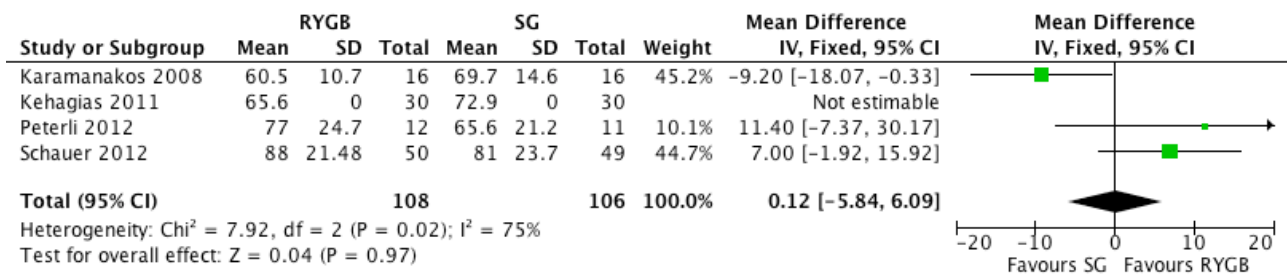 RYGB SG Mean Difference Mean Difference
Study or Subgroup Mean SD Total Mean SD Total Weight IV, Fixed, 95% CI IV, Fixed, 95% CI
Karamanakos 2008 60.5 10.7 16 69.7 14.6 16 45.2% −9.20 [−18.07, −0.33]
Kehagias 2011 65.6 0 30 72.9 0 30 Not estimable
Peterli 2012 77 24.7 12 65.6 21.2 11 10.1% 11.40 [−7.37, 30.17]
Schauer 2012 88 21.48 50 81 23.7 49 44.7% 7.00 [−1.92, 15.92]
Total (95% CI) 108 106 100.0% 0.12 [−5.84, 6.09]
Heterogeneity: Chi² = 7.92, df = 2 (P = 0.02); I² = 75%
Test for overall effect: Z = 0.04 (P = 0.97)
−20 −10 0 10 20
Favours SG Favours RYGB